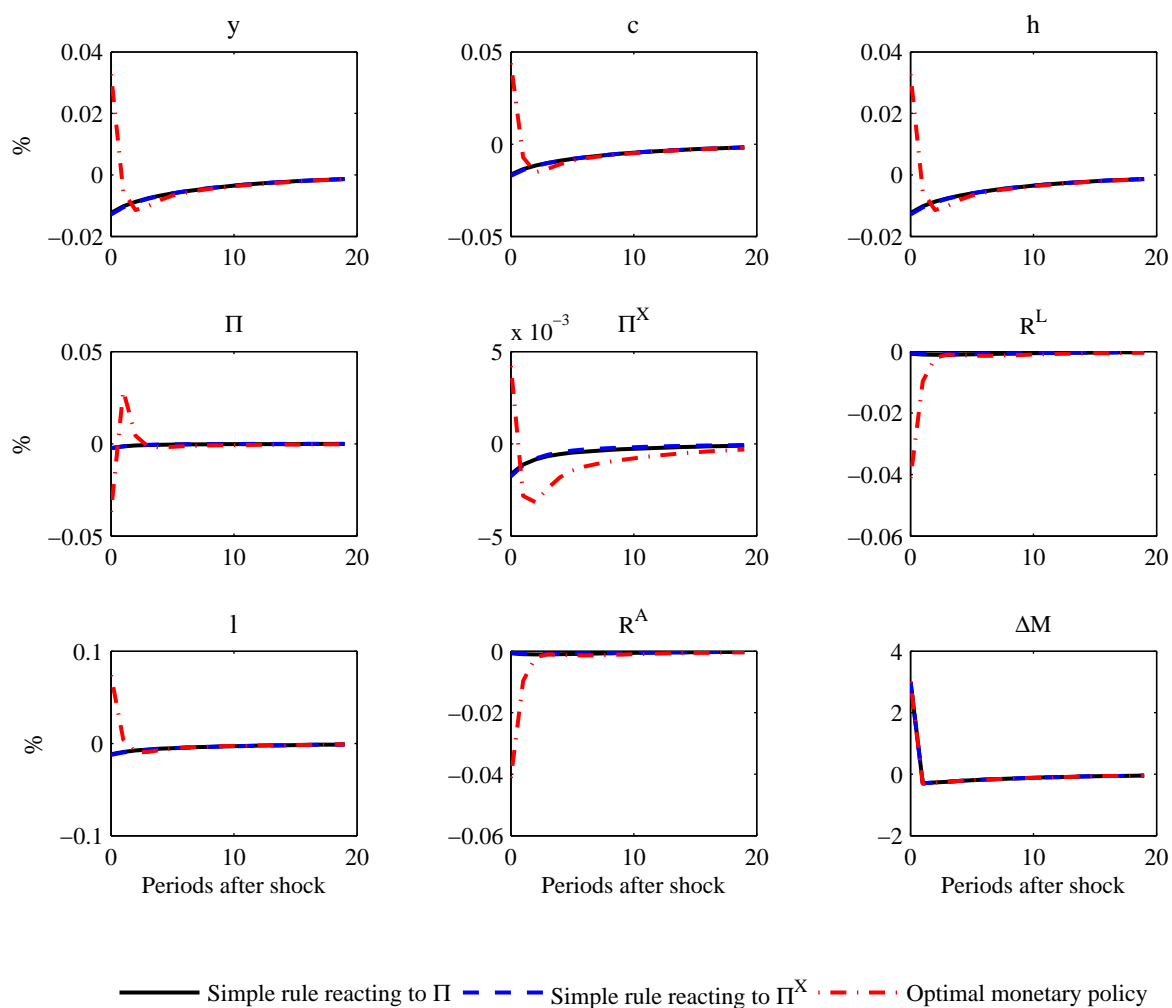 y c h
0.04 0.05 0.04
0.02 0.02
% 0 0 0
−0.02 −0.05 −0.02
0 10 20 0 10 20 0 10 20
Π Π^X R^L
x 10^−3
0.05 5 0
−0.02
% 0 0
−0.04
−0.05 −5 −0.06
0 10 20 0 10 20 0 10 20
l R^A ΔM
0.1 0 4
−0.02 2
% 0
−0.04 0
−0.1 −0.06 −2
0 10 20 0 10 20 0 10 20
Periods after shock Periods after shock Periods after shock
Simple rule reacting to Π Simple rule reacting to Π^X Optimal monetary policy